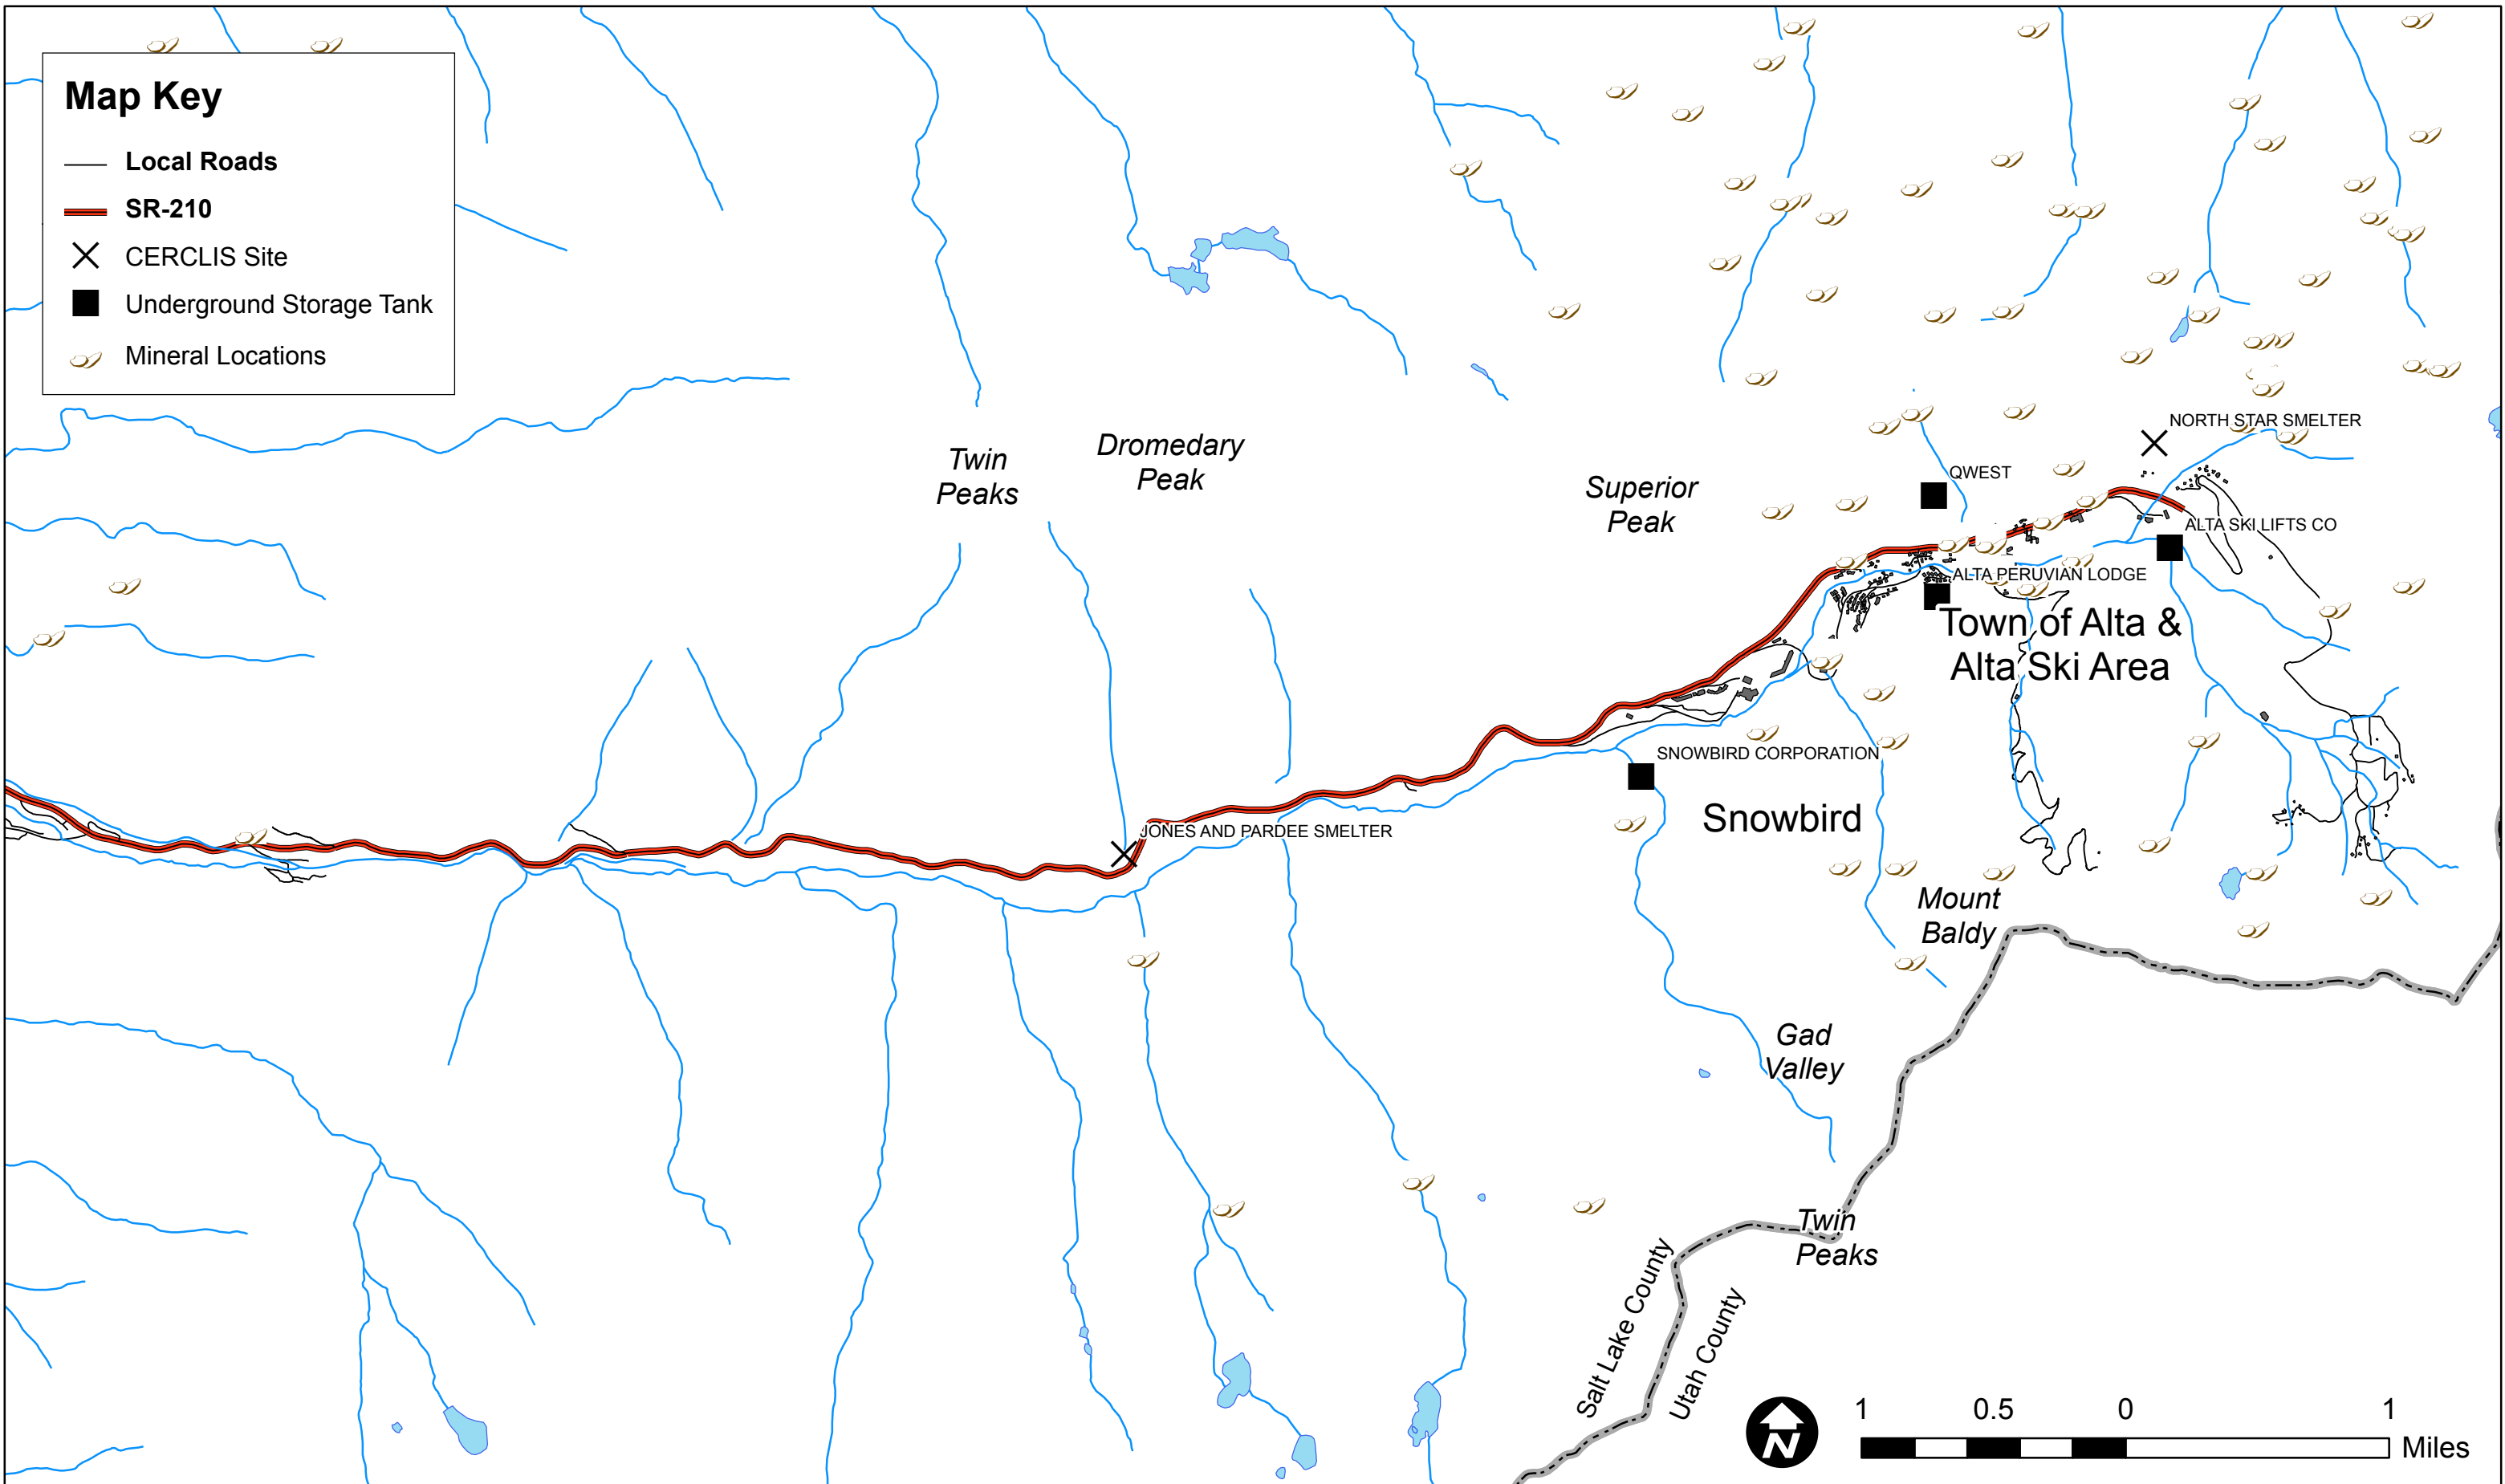 Map Key
Local Roads
SR-210
CERCLIS Site
Underground Storage Tank
Mineral Locations
Twin
Peaks
Dromedary
Peak
Superior
Peak
NORTH STAR SMELTER
QWEST
ALTA SKI LIFTS CO
ALTA PERUVIAN LODGE
Town of Alta &
Alta Ski Area
SNOWBIRD CORPORATION
Snowbird
JONES AND PARDEE SMELTER
Mount
Baldy
Gad
Valley
Twin
Peaks
Salt Lake County
Utah County
N
1 0.5 0 1
Miles